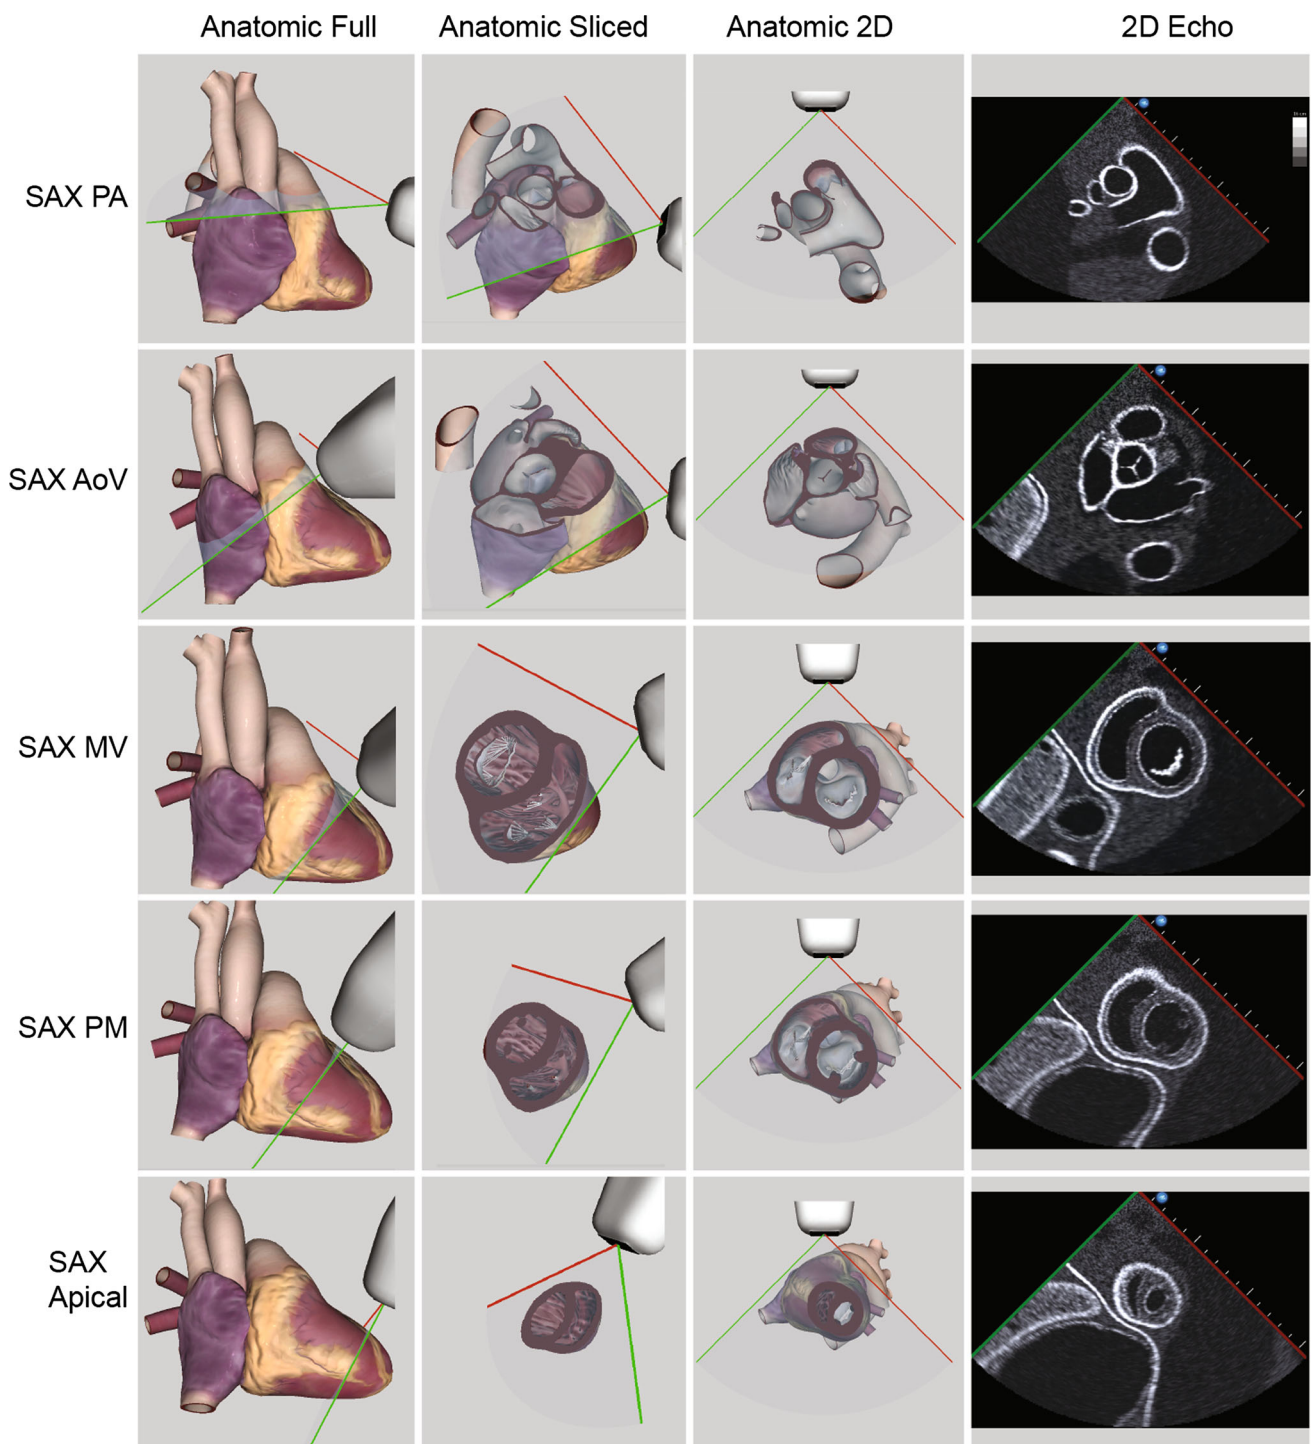 Anatomic Full
Anatomic Sliced
Anatomic 2D
2D Echo
SAX PA
SAX AoV
SAX MV
SAX PM
SAX
Apical